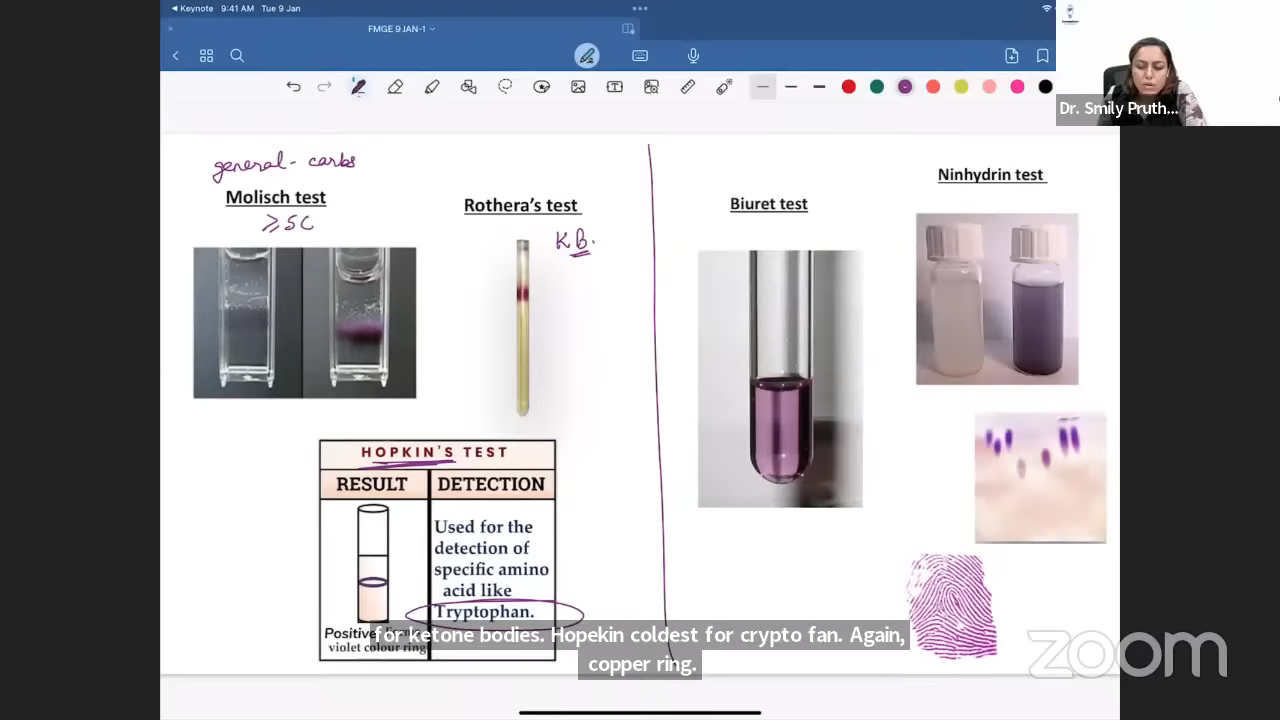 Keynote 9:41 AM Tue 9 Jan
FMGE 9 JAN-1
Dr. Smily Pruth...
general - carbs
Molisch test
≥ 5C
Rothera's test
KB.
Biuret test
Ninhydrin test
HOPKIN'S TEST
RESULT
DETECTION
Used for the
detection of
specific amino
acid like
Tryptophan.
Positive
violet colour ring
for ketone bodies. Hopekin coldest for crypto fan. Again,
copper ring.
zoom